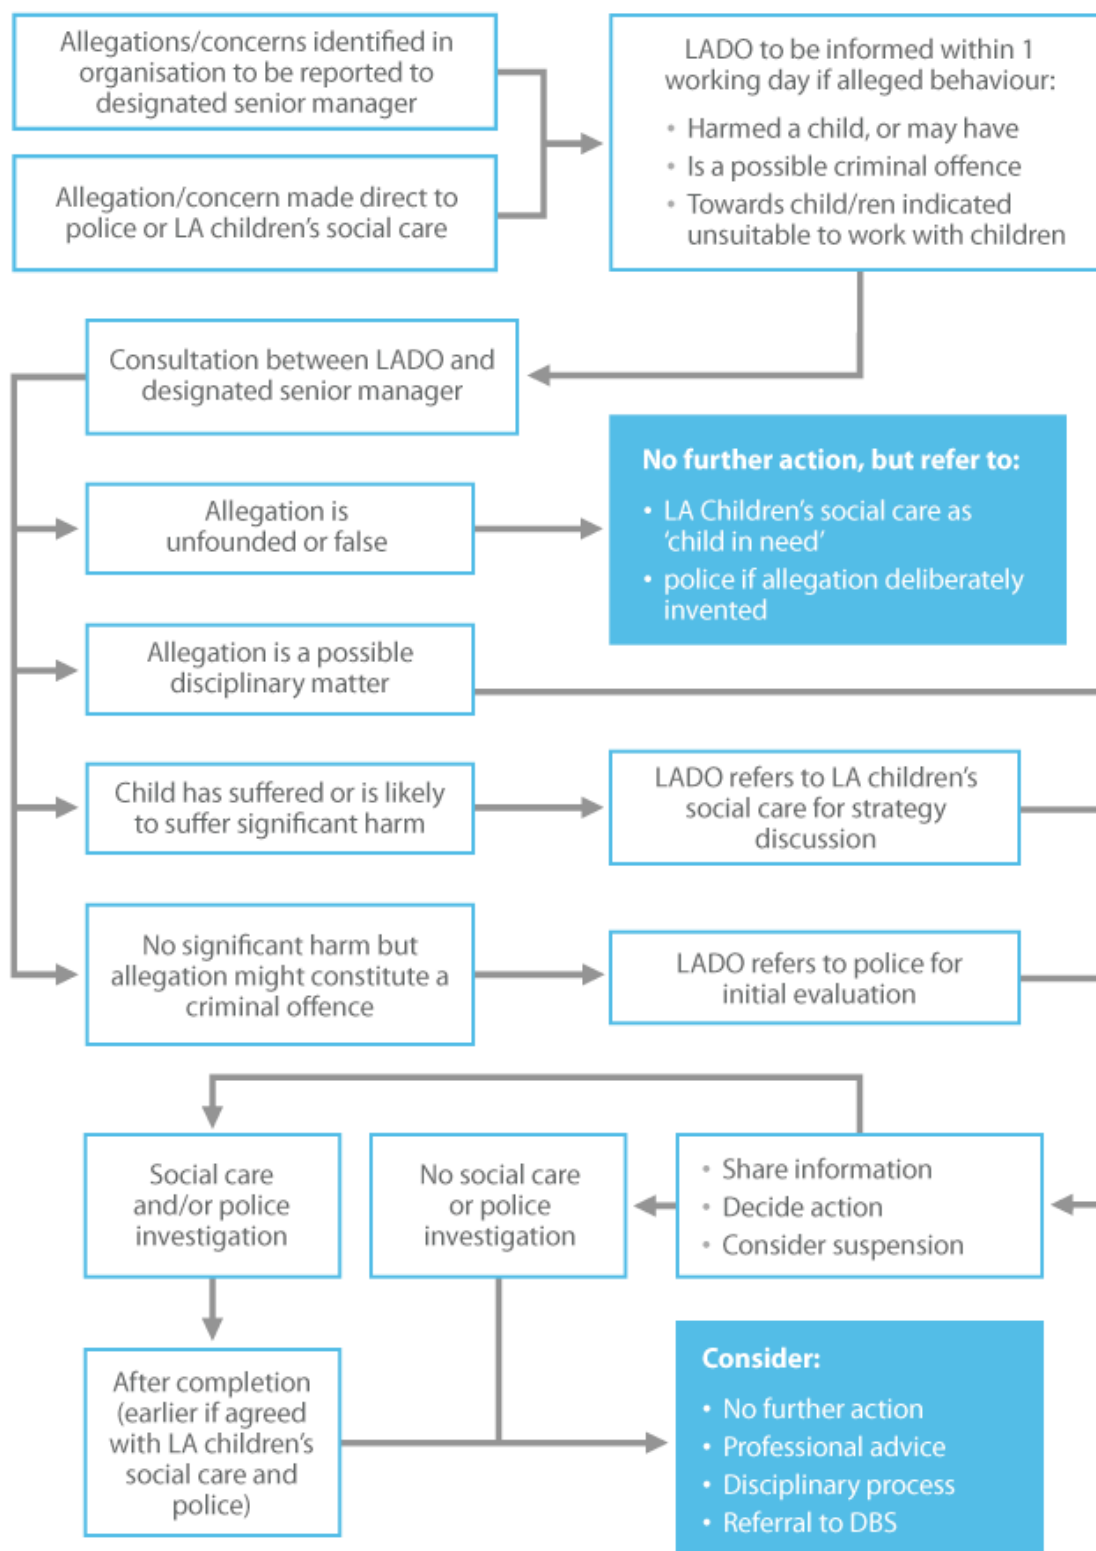 Allegations/concerns identified in
organisation to be reported to
designated senior manager
Allegation/concern made direct to
police or LA children's social care
LADO to be informed within 1
working day if alleged behaviour:
• Harmed a child, or may have
• Is a possible criminal offence
• Towards child/ren indicated
unsuitable to work with children
Consultation between LADO and
designated senior manager
Allegation is
unfounded or false
No further action, but refer to:
• LA Children's social care as
'child in need'
• police if allegation deliberately
invented
Allegation is a possible
disciplinary matter
Child has suffered or is likely
to suffer significant harm
LADO refers to LA children's
social care for strategy
discussion
No significant harm but
allegation might constitute a
criminal offence
LADO refers to police for
initial evaluation
Social care
and/or police
investigation
No social care
or police
investigation
• Share information
• Decide action
• Consider suspension
After completion
(earlier if agreed
with LA children's
social care and
police)
Consider:
• No further action
• Professional advice
• Disciplinary process
• Referral to DBS